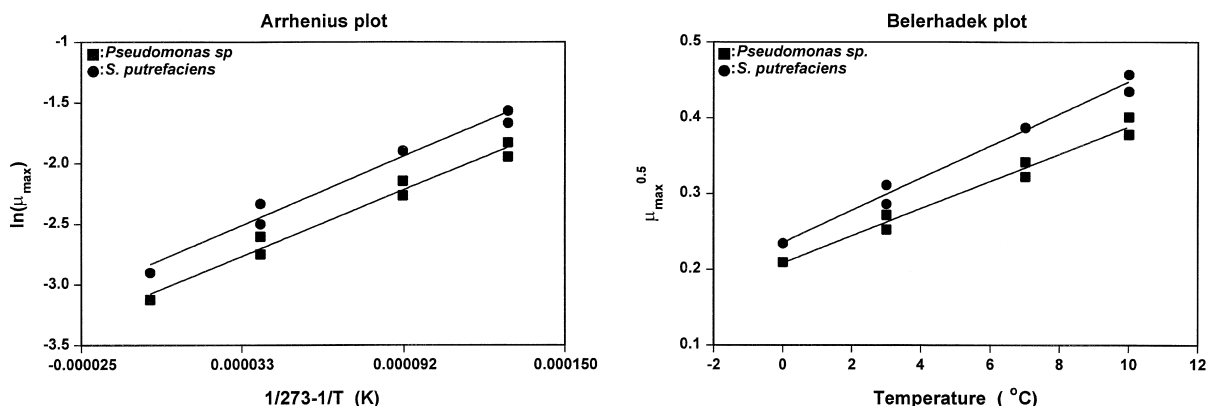 Arrhenius plot
■:Pseudomonas sp
●:S. putrefaciens
-1
-1.5
-2.0
-2.5
-3.0
-3.5
ln(μmax)
-0.000025
0.000033
0.000092
0.000150
1/273-1/T (K)
Belerhadek plot
■:Pseudomonas sp.
●:S. putrefaciens
0.5
0.4
0.3
0.2
0.1
μmax0.5
-2
0
2
4
6
8
10
12
Temperature ( °C)